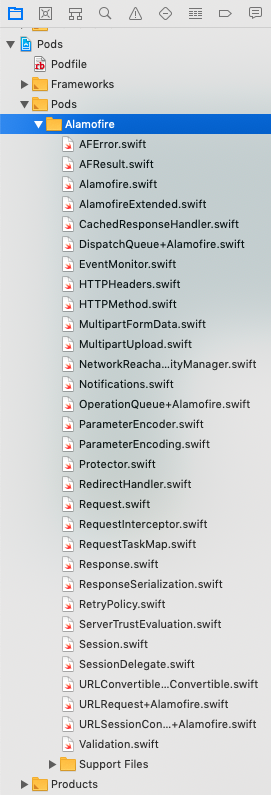 Pods
Podfile
Frameworks
Pods
Alamofire
AFError.swift
AFResult.swift
Alamofire.swift
AlamofireExtended.swift
CachedResponseHandler.swift
DispatchQueue+Alamofire.swift
EventMonitor.swift
HTTPHeaders.swift
HTTPMethod.swift
MultipartFormData.swift
MultipartUpload.swift
NetworkReacha...ityManager.swift
Notifications.swift
OperationQueue+Alamofire.swift
ParameterEncoder.swift
ParameterEncoding.swift
Protector.swift
RedirectHandler.swift
Request.swift
RequestInterceptor.swift
RequestTaskMap.swift
Response.swift
ResponseSerialization.swift
RetryPolicy.swift
ServerTrustEvaluation.swift
Session.swift
SessionDelegate.swift
URLConvertible...Convertible.swift
URLRequest+Alamofire.swift
URLSessionCon...+Alamofire.swift
Validation.swift
Support Files
Products